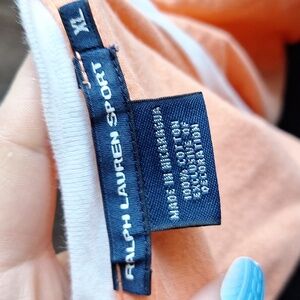 XL
RALPH LAUREN SPORT
MADE IN NICARAGUA
100% COTTON
EXCLUSIVE OF
DECORATION